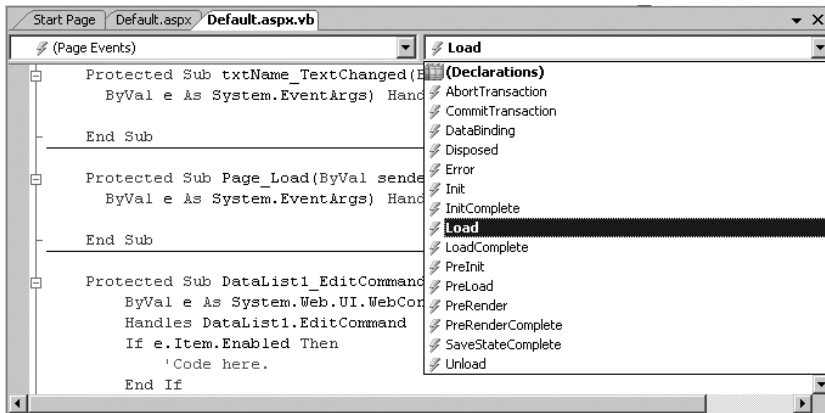 Start Page Default.aspx Default.aspx.vb
(Page Events) Load
Protected Sub txtName_TextChanged(
ByVal e As System.EventArgs) Hand
End Sub
Protected Sub Page_Load(ByVal sende
ByVal e As System.EventArgs) Hand
End Sub
Protected Sub DataList1_EditCommand
ByVal e As System.Web.UI.WebCon
Handles DataList1.EditCommand
If e.Item.Enabled Then
'Code here.
End If
(Declarations)
AbortTransaction
CommitTransaction
DataBinding
Disposed
Error
Init
InitComplete
Load
LoadComplete
PreInit
PreLoad
PreRender
PreRenderComplete
SaveStateComplete
Unload